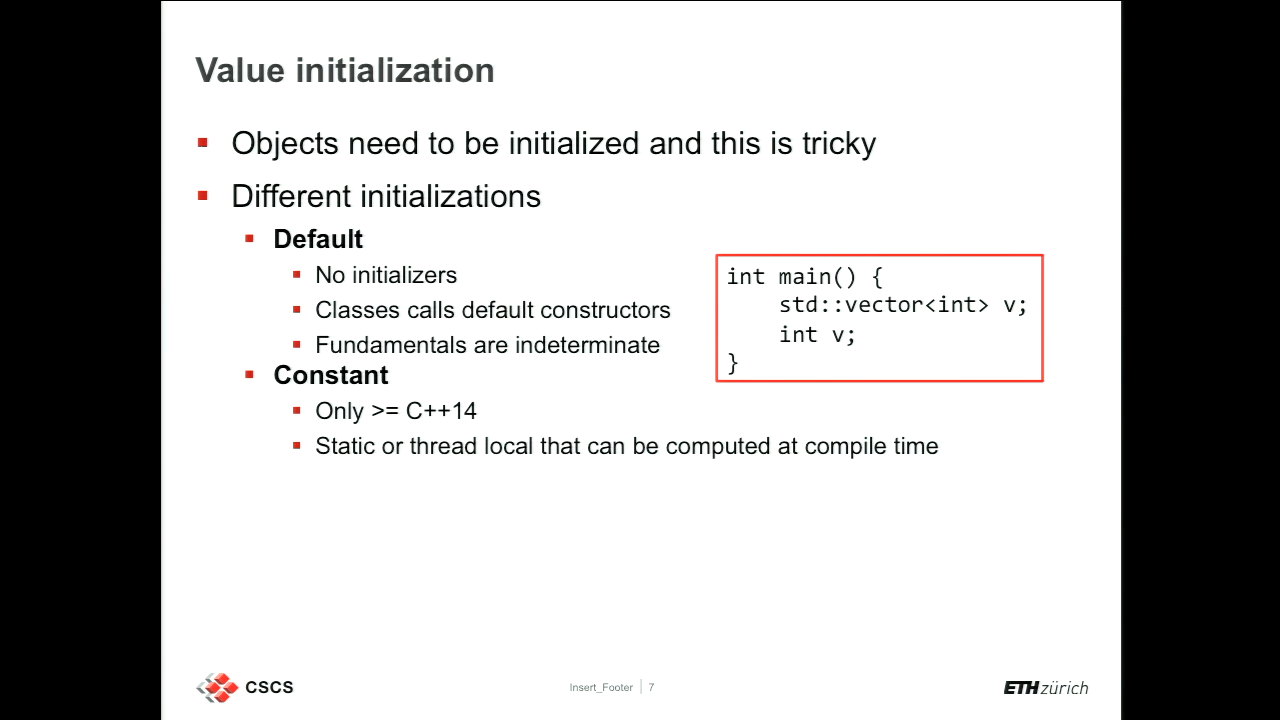 Value initialization
Objects need to be initialized and this is tricky
Different initializations
Default
No initializers
Classes calls default constructors
Fundamentals are indeterminate
int main() {
    std::vector<int> v;
    int v;
}
Constant
Only >= C++14
Static or thread local that can be computed at compile time
CSCS
Insert_Footer | 7
ETH zürich